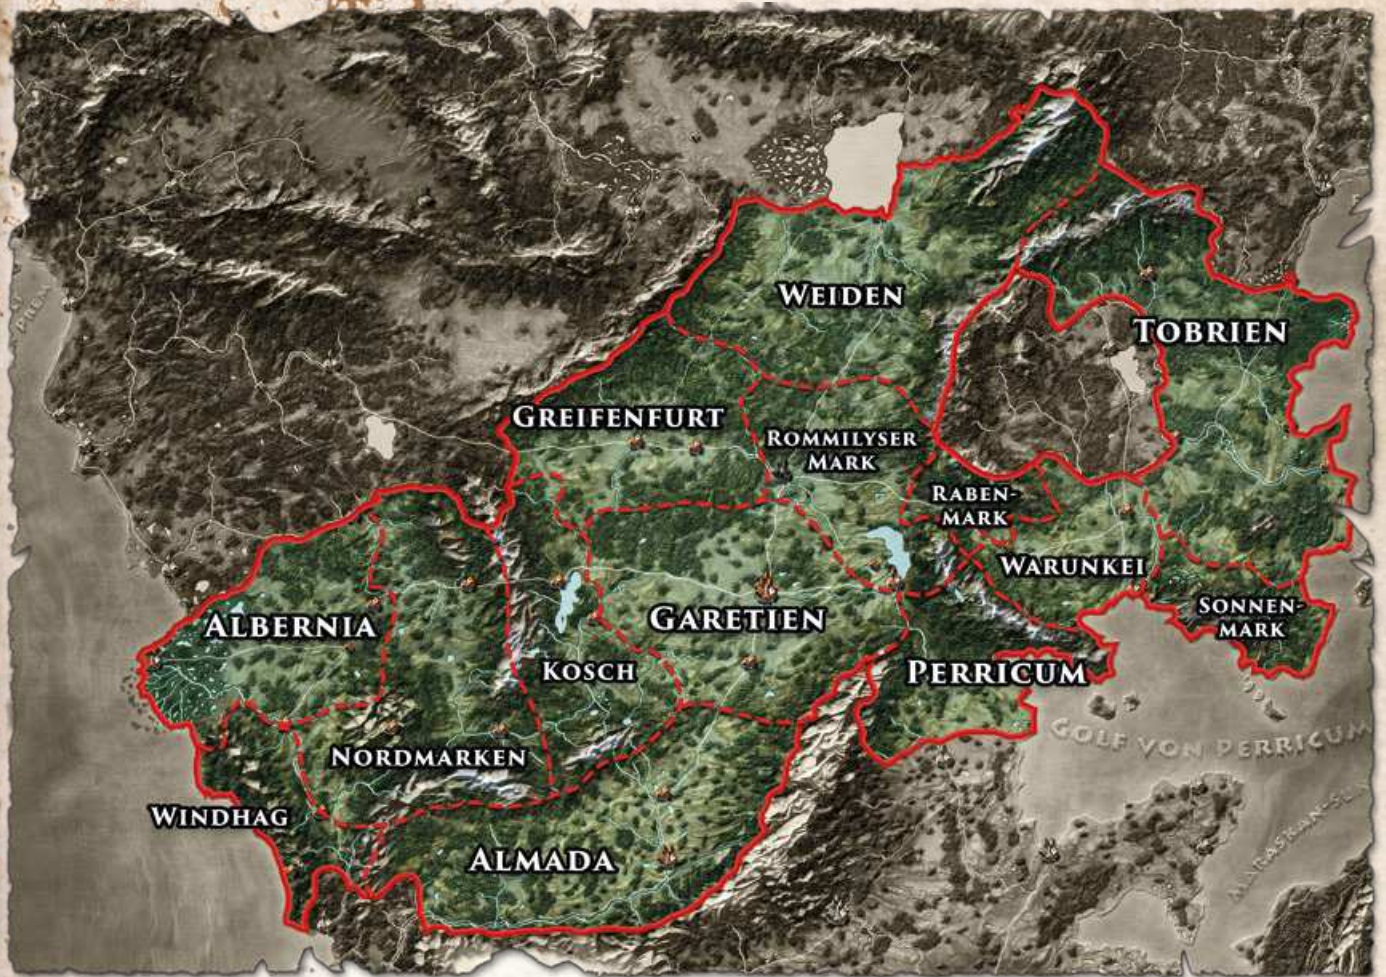 WEIDEN
TOBRIEN
GREIFENFURT
ROMMILYSER
MARK
RABEN-
MARK
WARUNKEI
SONNEN-
MARK
ALBERNIA
GARETIEN
KOSCH
PERRICUM
NORDMARKEN
GOLF VON PERRICUM
WINDHAG
ALMADA